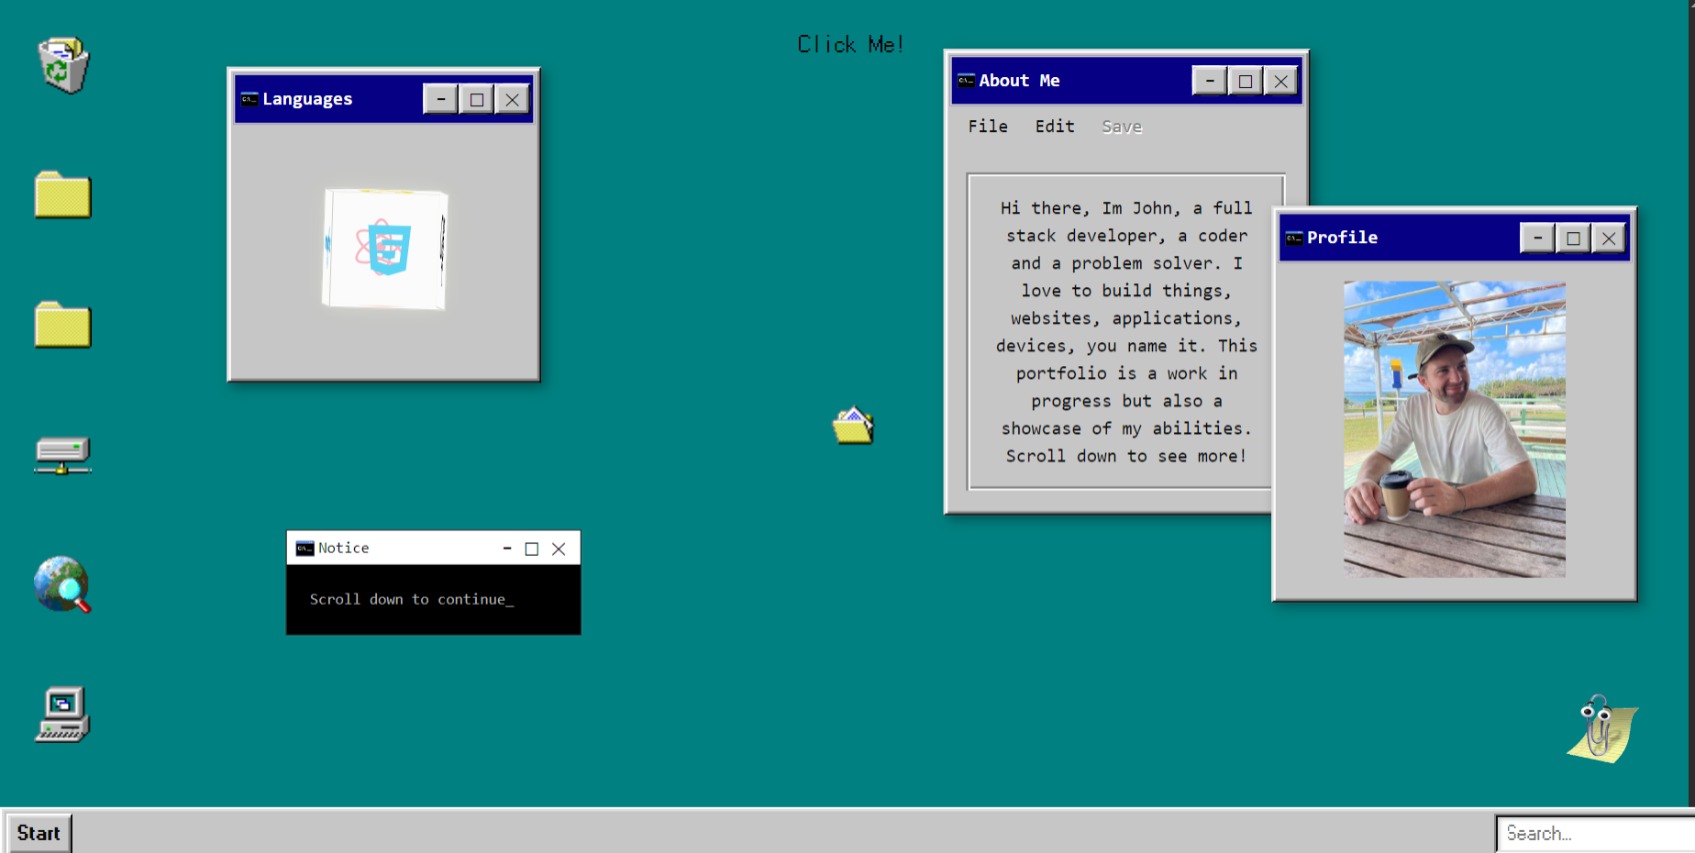 Click Me!
Languages
About Me
File Edit Save
Hi there, Im John, a full
stack developer, a coder
and a problem solver. I
love to build things,
websites, applications,
devices, you name it. This
portfolio is a work in
progress but also a
showcase of my abilities.
Scroll down to see more!
Profile
Notice
Scroll down to continue_
Start
Search...